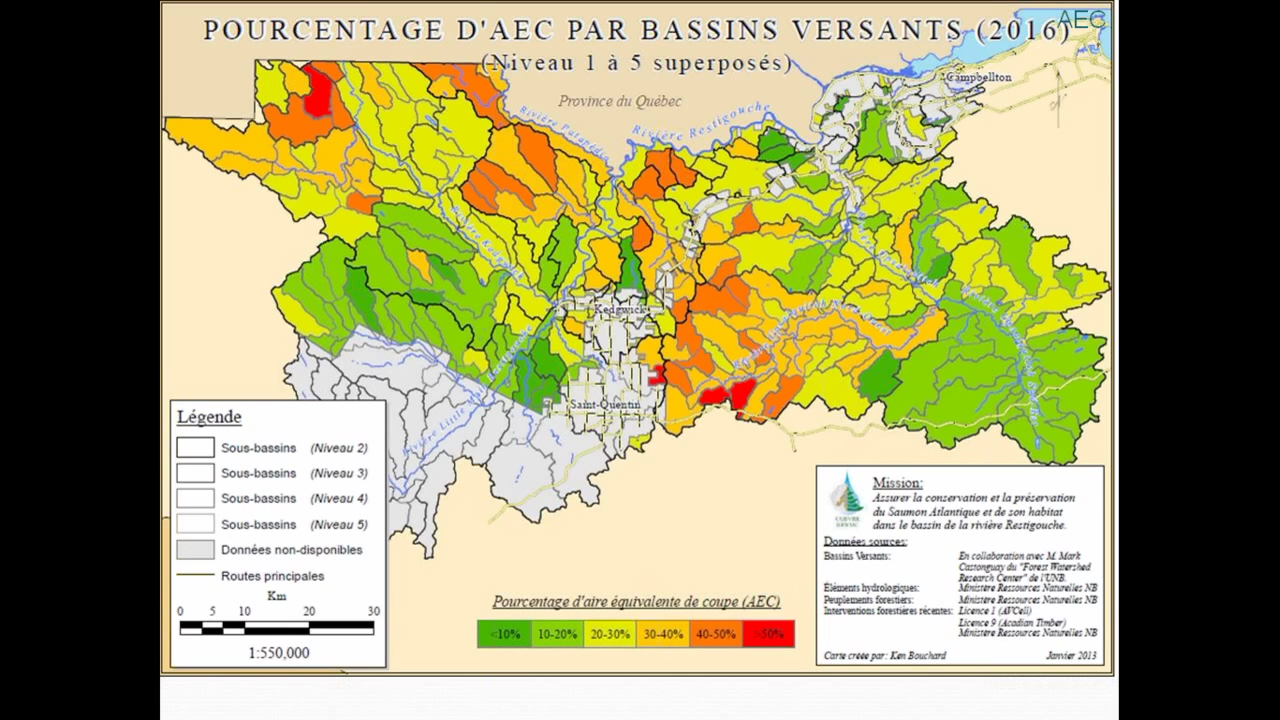 AEC
POURCENTAGE D'AEC PAR BASSINS VERSANTS (2016)
(Niveau 1 à 5 superposés)
Campbellton
Province du Québec
Rivière Patapédia
Rivière Restigouche
Rivière Kedgwick
Kedgwick
Saint-Quentin
Rivière Little
Légende
Sous-bassins (Niveau 2)
Sous-bassins (Niveau 3)
Sous-bassins (Niveau 4)
Sous-bassins (Niveau 5)
Données non-disponibles
Routes principales
Km
0 5 10 20 30
1:550,000
Pourcentage d'aire équivalente de coupe (AEC)
<10% 10-20% 20-30% 30-40% 40-50% >50%
Mission:
Assurer la conservation et la préservation
du Saumon Atlantique et de son habitat
dans le bassin de la rivière Restigouche.
Données sources:
Bassins Versants: En collaboration avec M. Mark
Castonguay du "Forest Watershed
Research Center" de l'UNB.
Éléments hydrologiques: Ministère Ressources Naturelles NB
Peuplements forestiers: Ministère Ressources Naturelles NB
Interventions forestières récentes: Licence 1 (AVCell)
Licence 9 (Acadian Timber)
Ministère Ressources Naturelles NB
Carte créée par: Ken Bouchard Janvier 2013